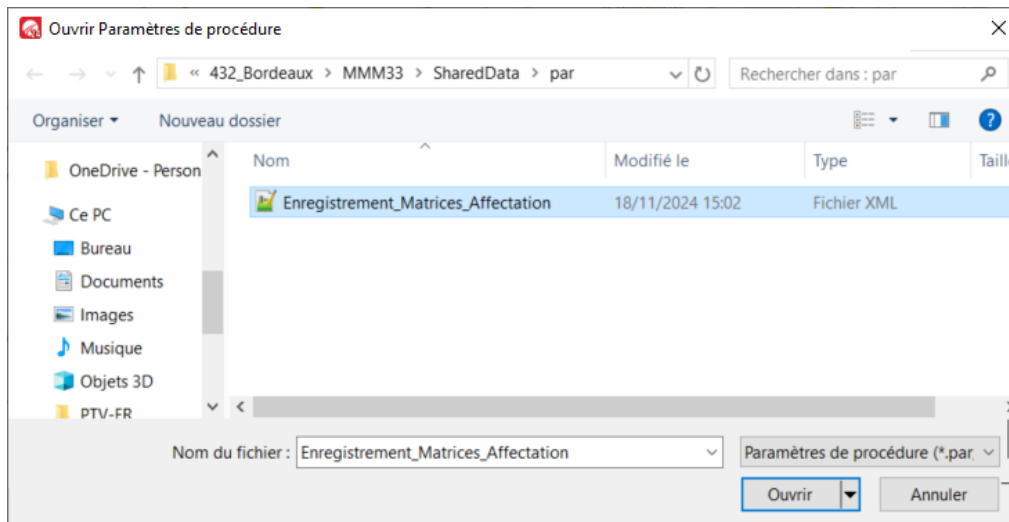 Ouvrir Paramètres de procédure
« 432_Bordeaux > MMM33 > SharedData > par
Rechercher dans : par
Organiser
Nouveau dossier
Nom
Modifié le
Type
Taill
OneDrive - Person
Enregistrement_Matrices_Affectation
18/11/2024 15:02
Fichier XML
Ce PC
Bureau
Documents
Images
Musique
Objets 3D
PTV-FR
Nom du fichier :
Enregistrement_Matrices_Affectation
Paramètres de procédure (*.par,
Ouvrir
Annuler